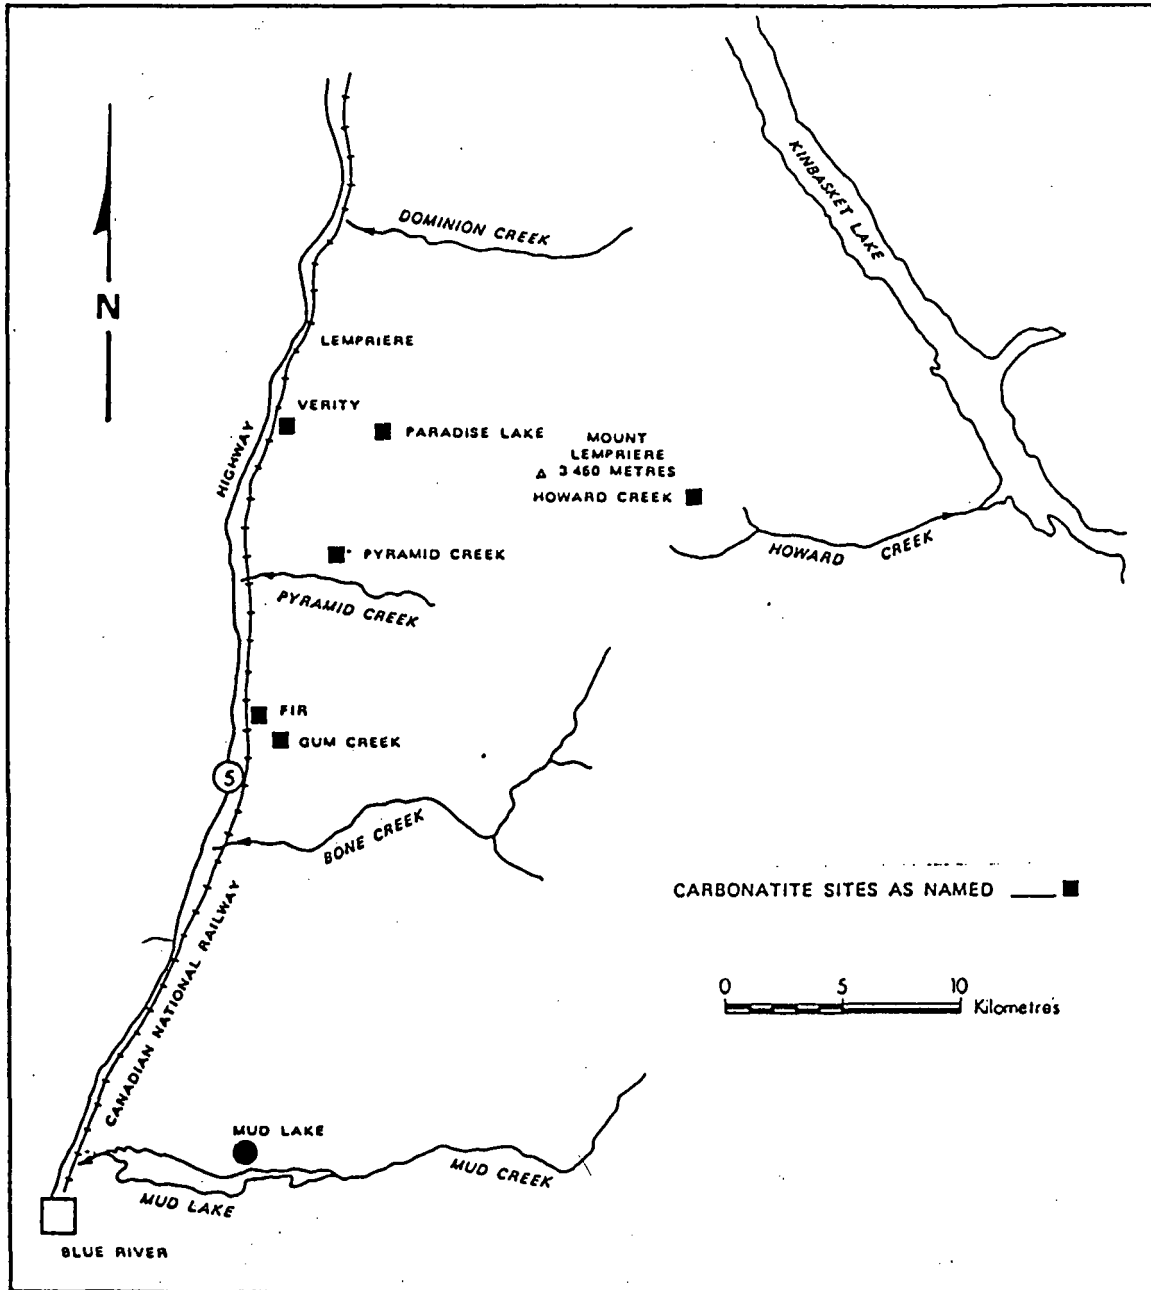 KINBASKET LAKE
DOMINION CREEK
N
LEMPRIERE
VERITY
PARADISE LAKE
MOUNT
LEMPRIERE
3460 METRES
HOWARD CREEK
HIGHWAY
HOWARD CREEK
PYRAMID CREEK
PYRAMID CREEK
FIR
GUM CREEK
5
BONE CREEK
CARBONATITE SITES AS NAMED
CANADIAN NATIONAL RAILWAY
0 5 10
Kilometres
MUD LAKE
MUD CREEK
MUD LAKE
BLUE RIVER